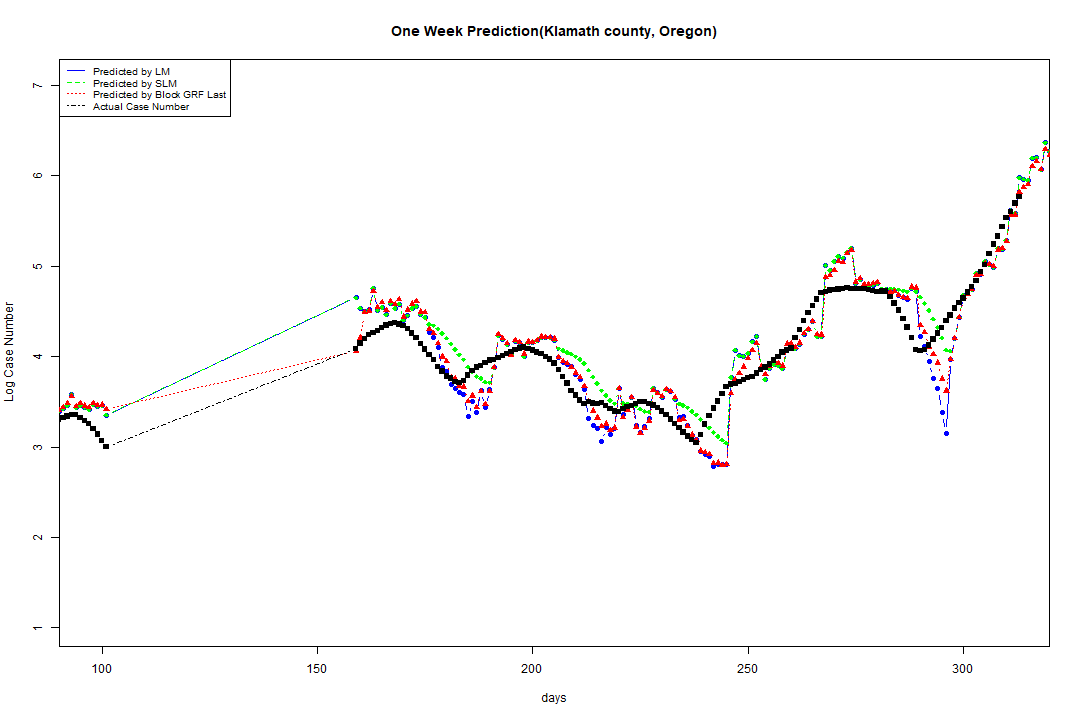 One Week Prediction(Klamath county, Oregon)
Predicted by LM
Predicted by SLM
Predicted by Block GRF Last
Actual Case Number
7
6
5
4
3
2
1
Log Case Number
100 150 200 250 300
days